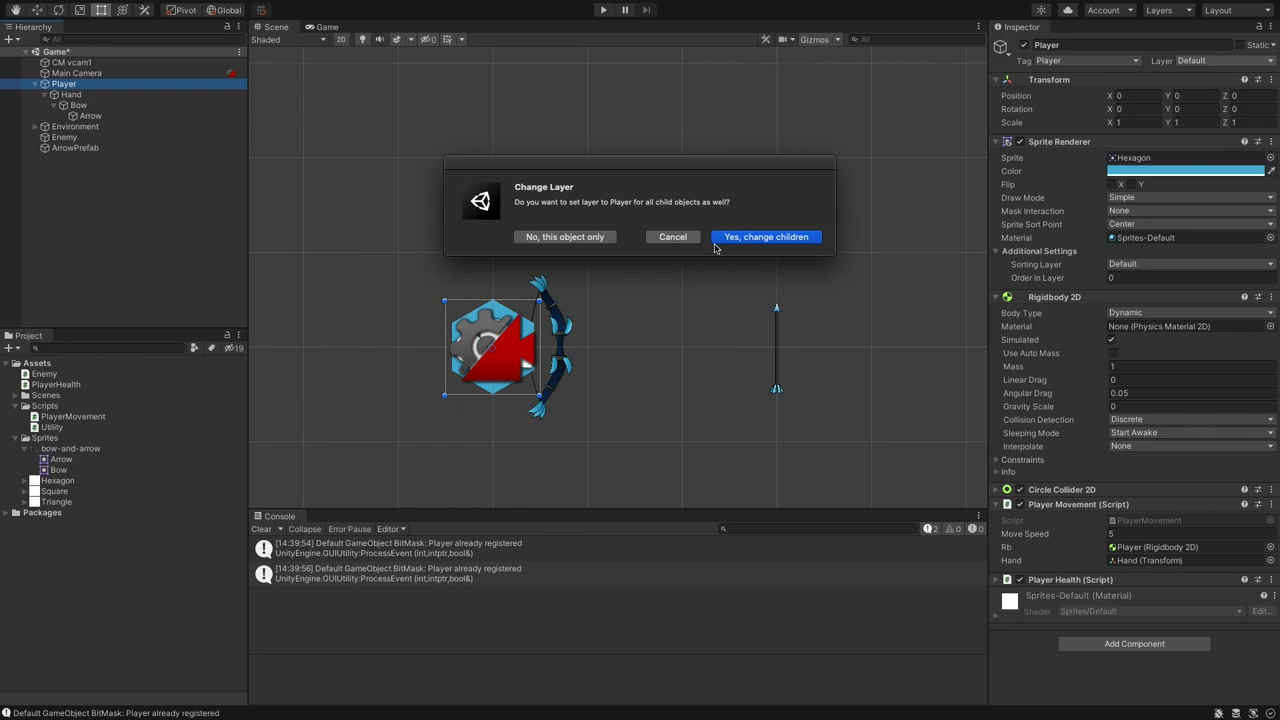 Pivot
Global
Account
Layers
Layout
Hierarchy
All
Game*
CM vcam1
Main Camera
Player
Hand
Bow
Arrow
Environment
Enemy
ArrowPrefab
Project
19
Assets
Enemy
PlayerHealth
Scenes
Scripts
PlayerMovement
Utility
Sprites
bow-and-arrow
Arrow
Bow
Hexagon
Square
Triangle
Packages
Scene
Game
Shaded
2D
0
Gizmos
All
Change Layer
Do you want to set layer to Player for all child objects as well?
No, this object only
Cancel
Yes, change children
Console
Clear
Collapse
Error Pause
Editor
2
0
0
[14:39:54] Default GameObject BitMask: Player already registered
UnityEngine.GUIUtility:ProcessEvent (int,intptr,bool&)
[14:39:56] Default GameObject BitMask: Player already registered
UnityEngine.GUIUtility:ProcessEvent (int,intptr,bool&)
Inspector
Player
Static
Tag Player Layer Default
Transform
Position X 0 Y 0 Z 0
Rotation X 0 Y 0 Z 0
Scale X 1 Y 1 Z 1
Sprite Renderer
Sprite Hexagon
Color
Flip X Y
Draw Mode Simple
Mask Interaction None
Sprite Sort Point Center
Material Sprites-Default
Additional Settings
Sorting Layer Default
Order in Layer 0
Rigidbody 2D
Body Type Dynamic
Material None (Physics Material 2D)
Simulated
Use Auto Mass
Mass 1
Linear Drag 0
Angular Drag 0.05
Gravity Scale 0
Collision Detection Discrete
Sleeping Mode Start Awake
Interpolate None
Constraints
Info
Circle Collider 2D
Player Movement (Script)
Script PlayerMovement
Move Speed 5
Rb Player (Rigidbody 2D)
Hand Hand (Transform)
Player Health (Script)
Sprites-Default (Material)
Shader Sprites/Default Edit...
Add Component
Default GameObject BitMask: Player already registered